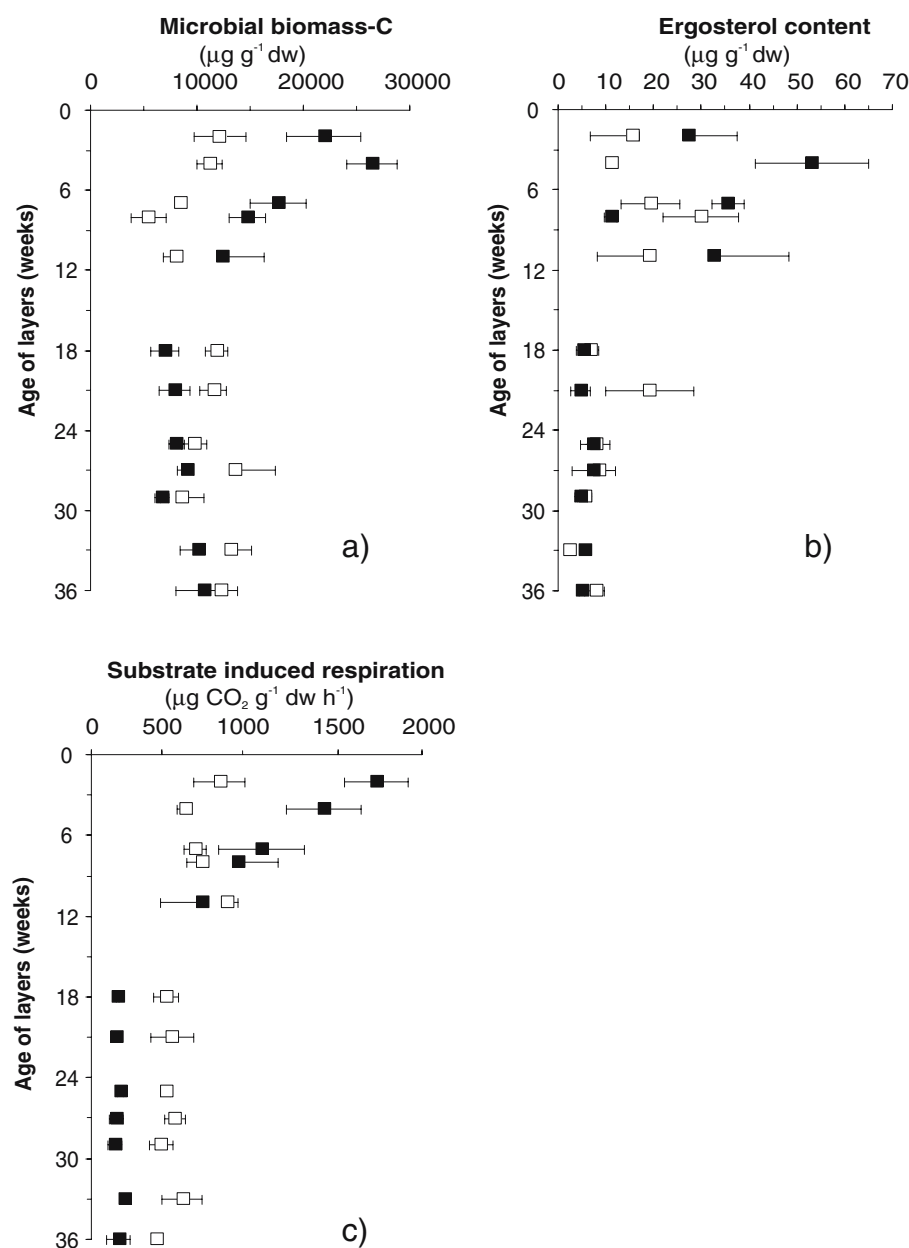 Microbial biomass-C
(µg g⁻¹ dw)
0 10000 20000 30000
0
6
12
18
24
30
36
Age of layers (weeks)
a)
Ergosterol content
(µg g⁻¹ dw)
0 10 20 30 40 50 60 70
0
6
12
18
24
30
36
Age of layers (weeks)
b)
Substrate induced respiration
(µg CO₂ g⁻¹ dw h⁻¹)
0 500 1000 1500 2000
0
6
12
18
24
30
36
Age of layers (weeks)
c)